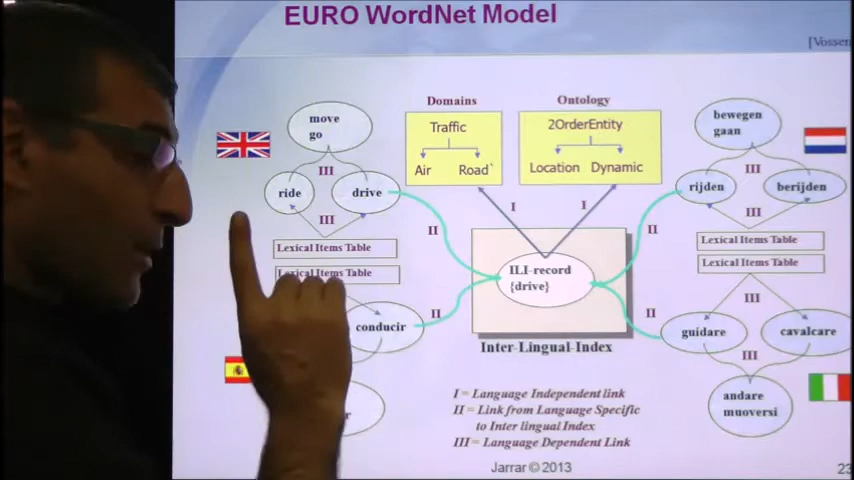 EURO WordNet Model
[Vossen
Domains
Ontology
move
go
Traffic
Air
Road`
2OrderEntity
Location
Dynamic
bewegen
gaan
III
III
ride
drive
rijden
berijden
III
III
I
I
II
II
Lexical Items Table
Lexical Items Table
Lexical Items Table
Lexical Items Table
ILI-record
{drive}
II
II
conducir
III
guidare
cavalcare
III
Inter-Lingual-Index
andare
muoversi
I = Language Independent link
II = Link from Language Specific
to Inter lingual Index
III = Language Dependent Link
Jarrar © 2013
23